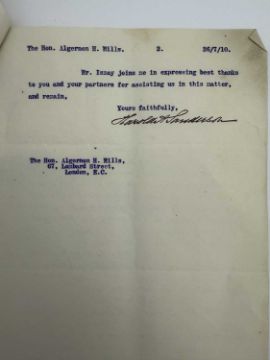 The Hon. Algernon H. Mills. 2. 26/7/10.
Mr. Ismay joins me in expressing best thanks
to you and your partners for assisting us in this matter,
and remain,
Yours faithfully,
Harold A Sanderson
The Hon. Algernon H. Mills,
67, Lombard Street,
London, E.C.